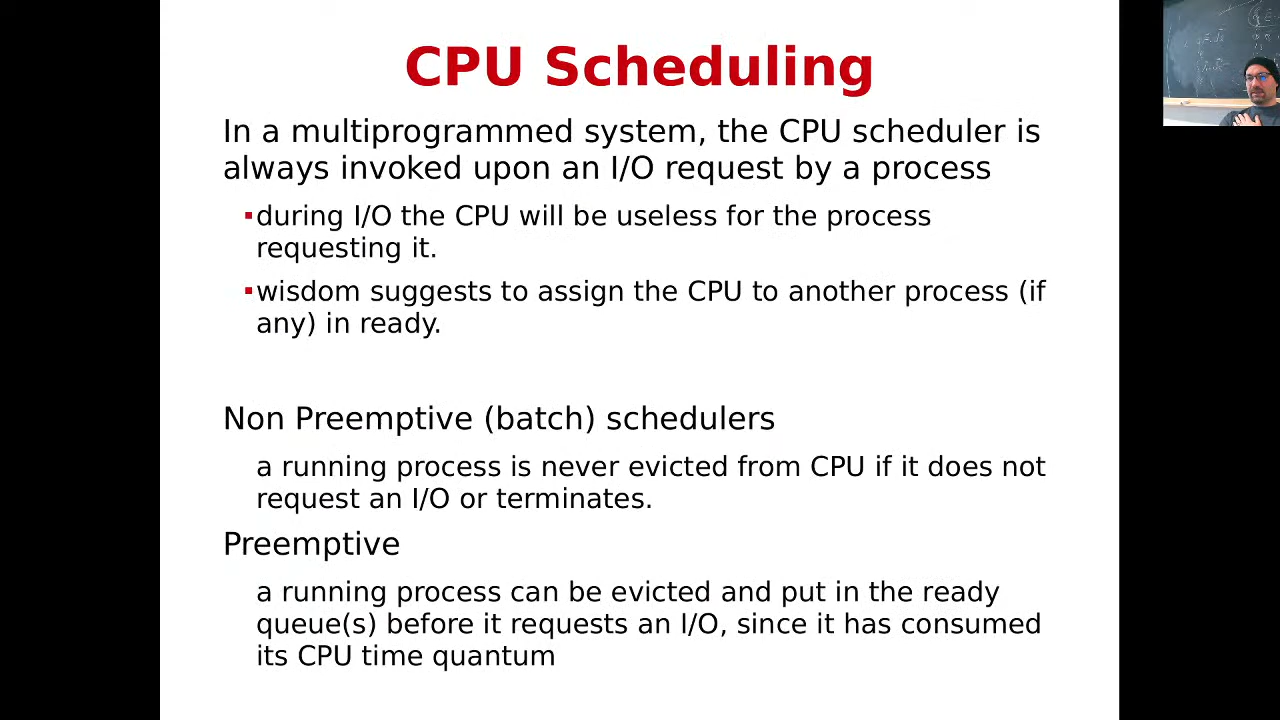 CPU Scheduling
In a multiprogrammed system, the CPU scheduler is
always invoked upon an I/O request by a process
▪during I/O the CPU will be useless for the process
requesting it.
▪wisdom suggests to assign the CPU to another process (if
any) in ready.
Non Preemptive (batch) schedulers
a running process is never evicted from CPU if it does not
request an I/O or terminates.
Preemptive
a running process can be evicted and put in the ready
queue(s) before it requests an I/O, since it has consumed
its CPU time quantum